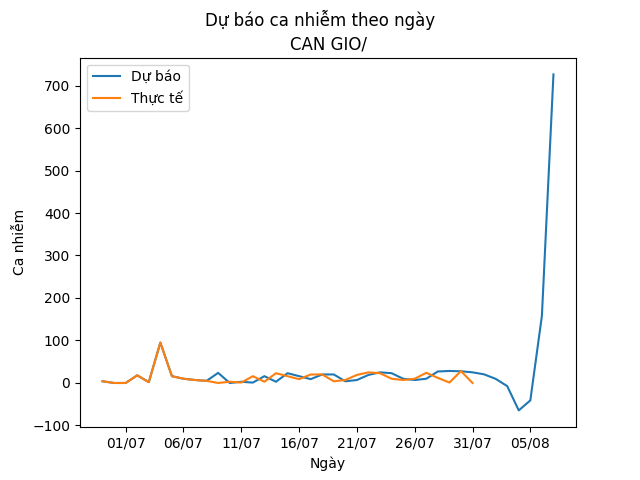 Dự báo ca nhiễm theo ngày
CAN GIO/
Dự báo
Thực tế
Ca nhiễm
700
600
500
400
300
200
100
0
−100
01/07 06/07 11/07 16/07 21/07 26/07 31/07 05/08
Ngày